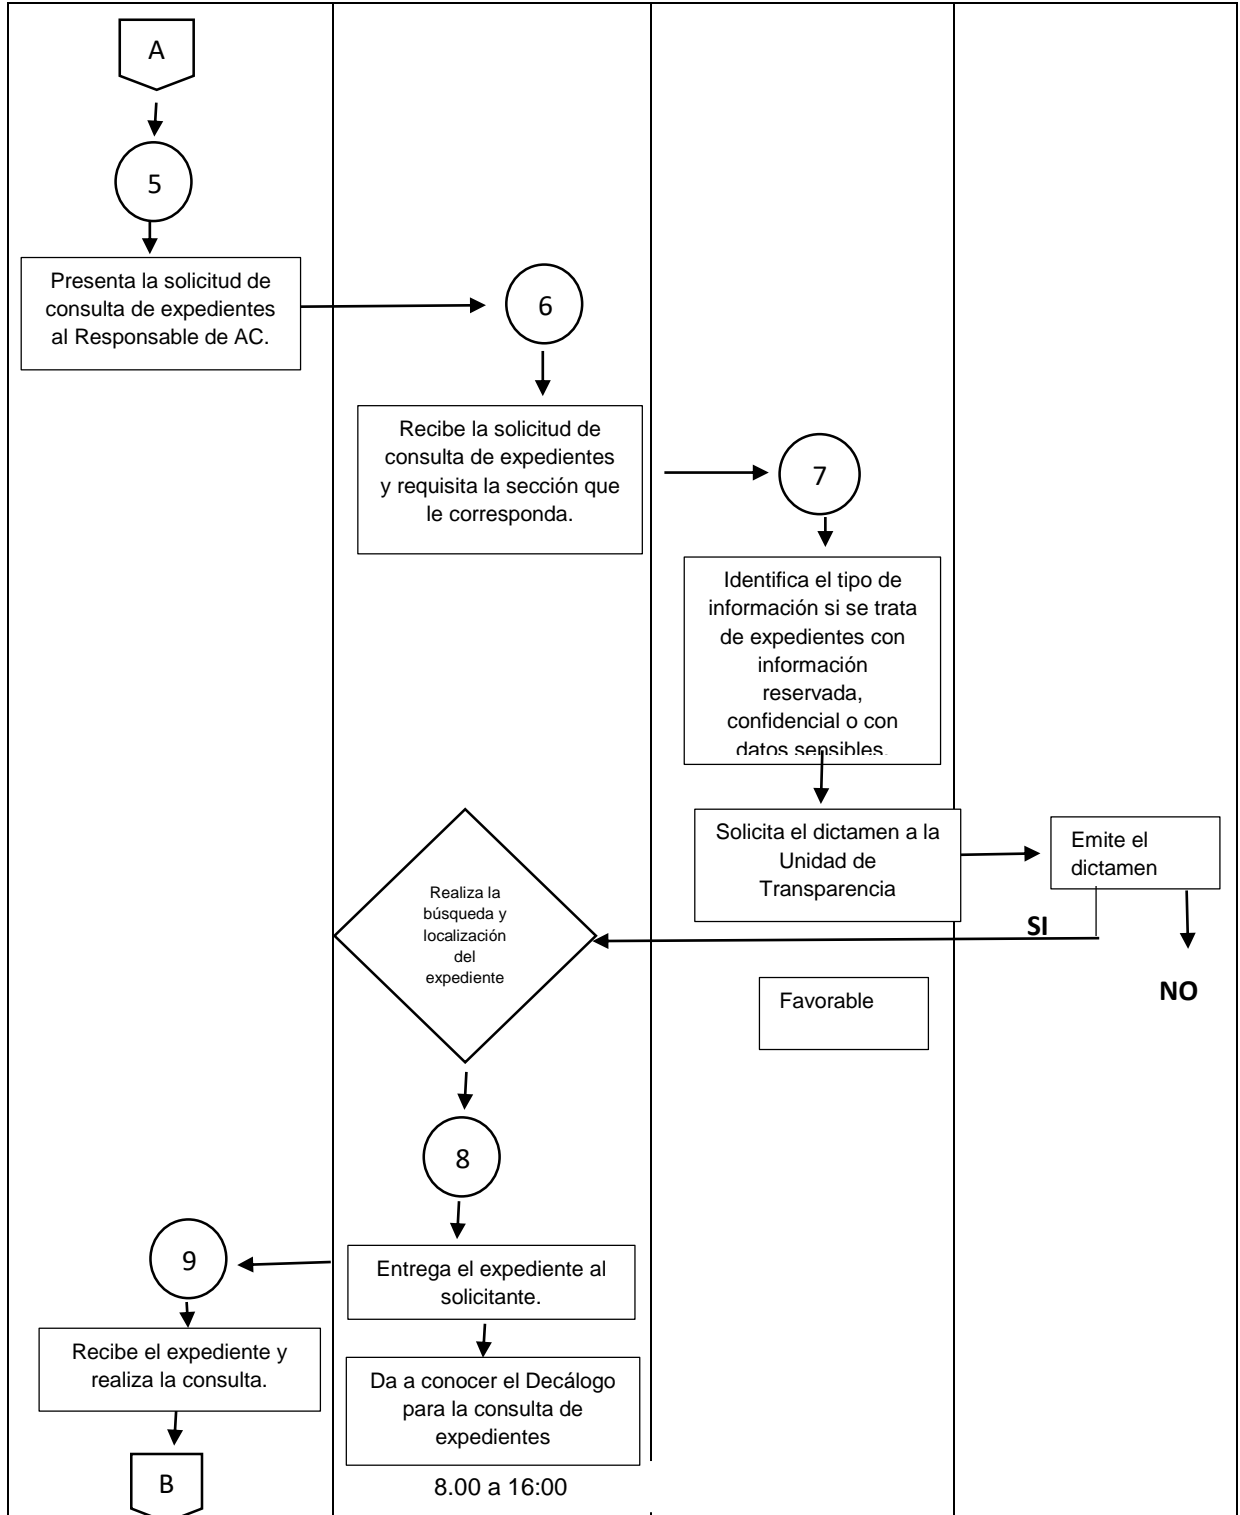 A
5
Presenta la solicitud de
consulta de expedientes
al Responsable de AC.
6
Recibe la solicitud de
consulta de expedientes
y requisita la sección que
le corresponda.
7
Identifica el tipo de
información si se trata
de expedientes con
información
reservada,
confidencial o con
datos sensibles.
Solicita el dictamen a la
Unidad de
Transparencia
Emite el
dictamen
SI
NO
Favorable
Realiza la
búsqueda y
localización
del
expediente
8
Entrega el expediente al
solicitante.
Da a conocer el Decálogo
para la consulta de
expedientes
8.00 a 16:00
9
Recibe el expediente y
realiza la consulta.
B